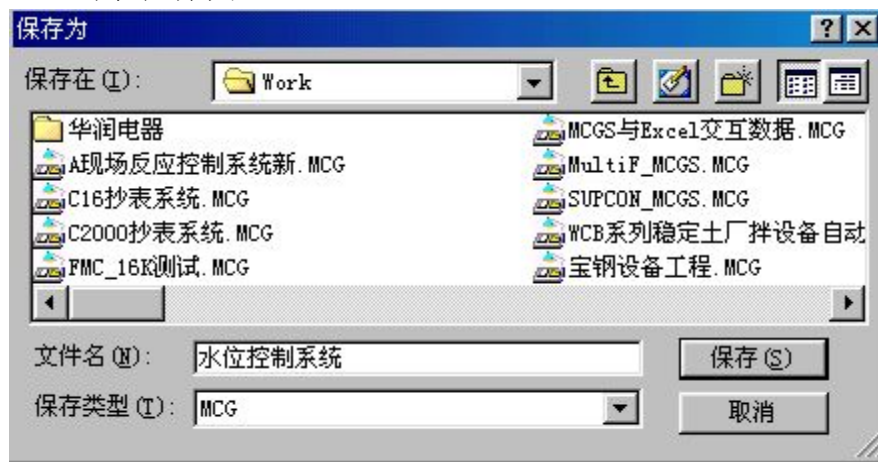 保存为
保存在(I):
Work
华润电器
A现场反应控制系统新.MCG
C16抄表系统.MCG
C2000抄表系统.MCG
FMC_16K测试.MCG
MCGS与Excel交互数据.MCG
MultiF_MCGS.MCG
SUPCON_MCGS.MCG
WCB系列稳定土厂拌设备自动
宝钢设备工程.MCG
文件名(N):
水位控制系统
保存(S)
保存类型(T):
MCG
取消